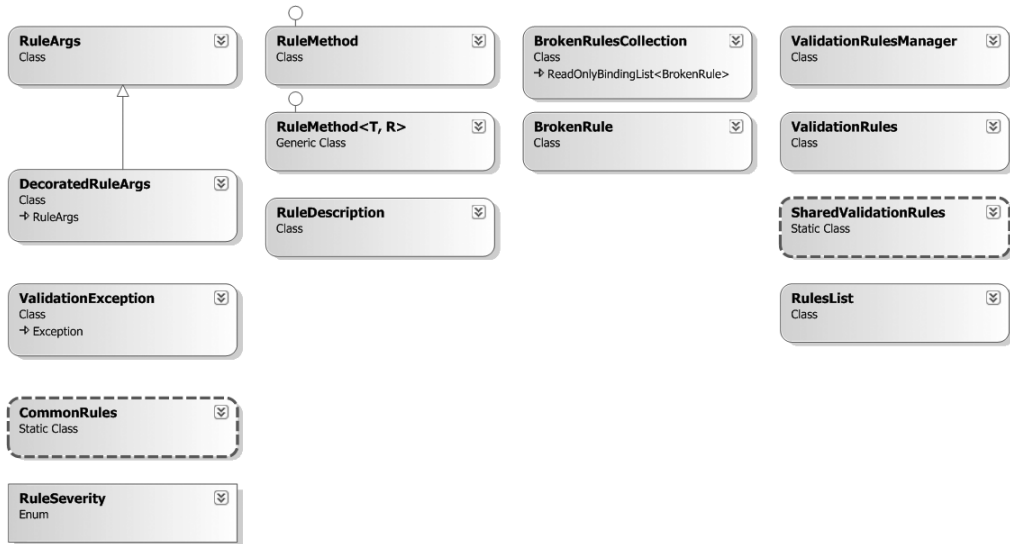 RuleArgs
Class
DecoratedRuleArgs
Class
RuleArgs
ValidationException
Class
Exception
CommonRules
Static Class
RuleSeverity
Enum
RuleMethod
Class
RuleMethod<T, R>
Generic Class
RuleDescription
Class
BrokenRulesCollection
Class
ReadOnlyBindingList<BrokenRule>
BrokenRule
Class
ValidationRulesManager
Class
ValidationRules
Class
SharedValidationRules
Static Class
RulesList
Class